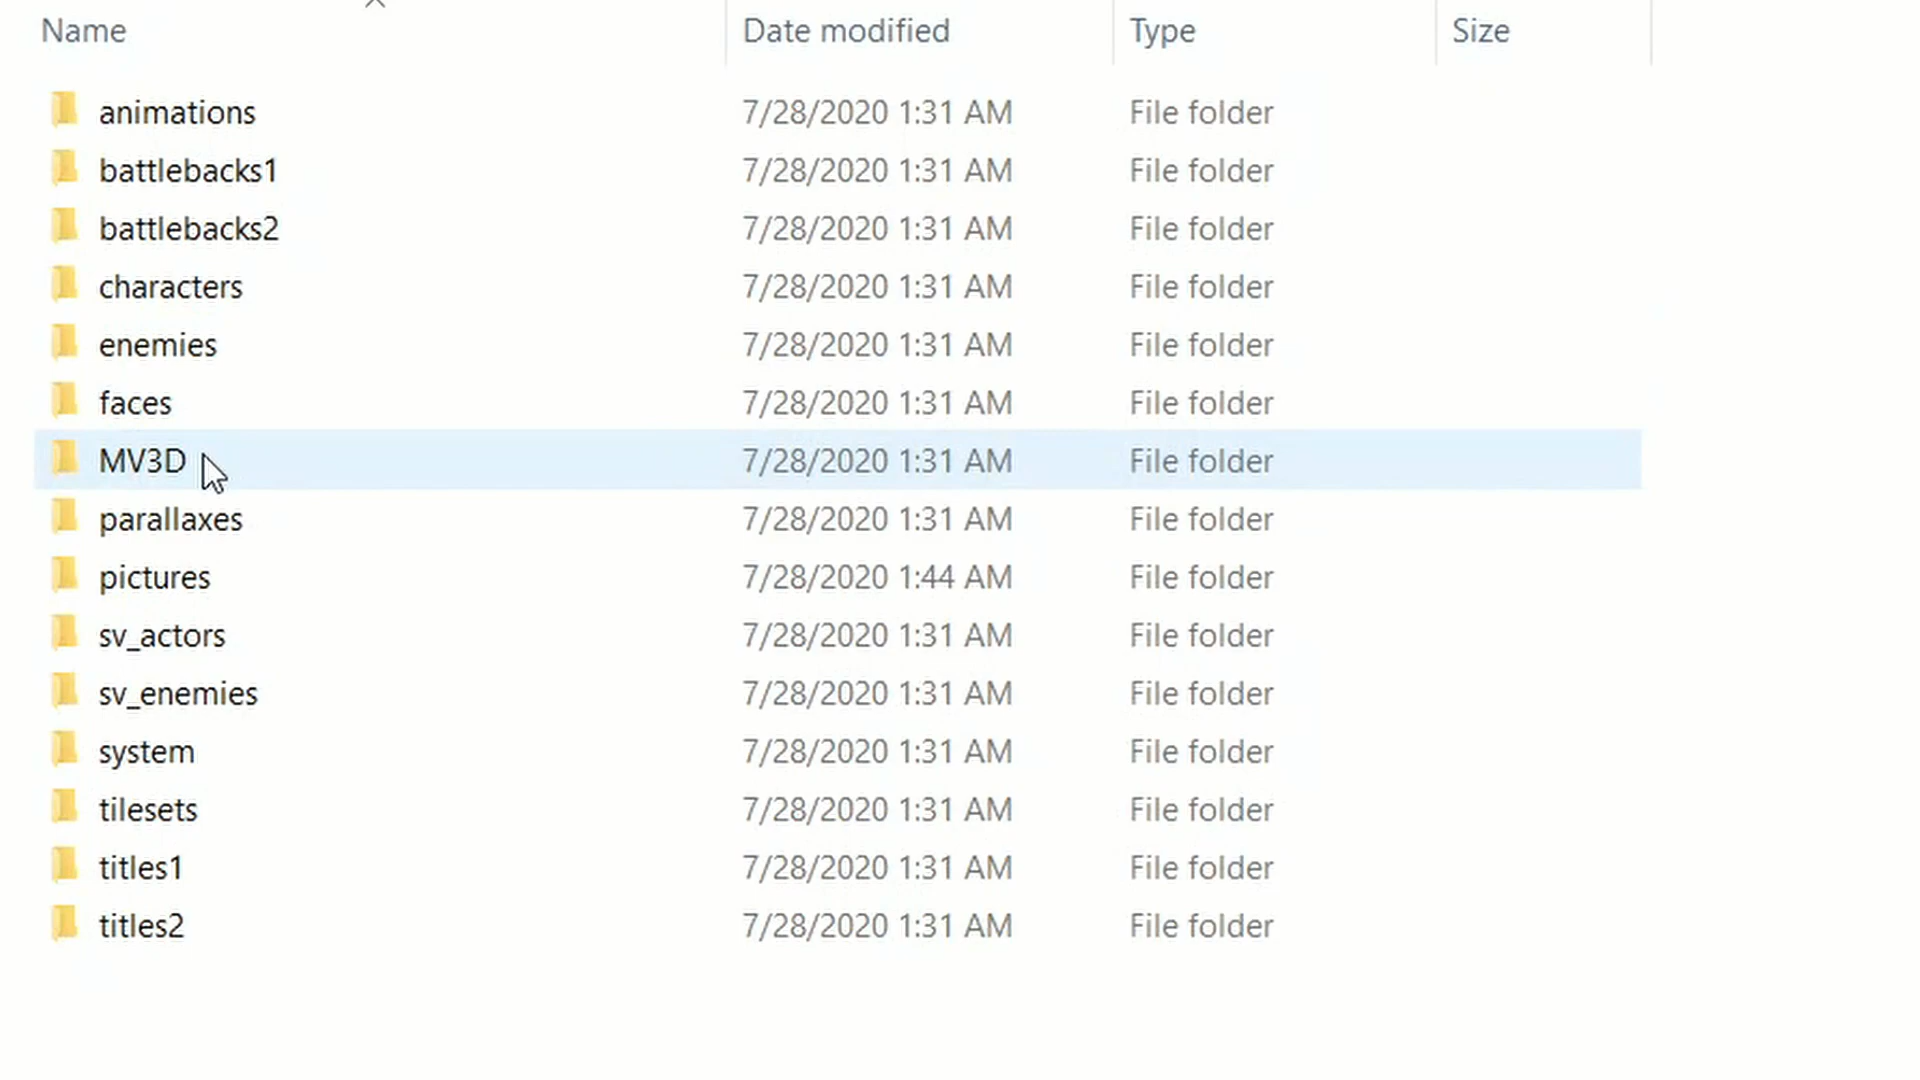 Name Date modified Type Size
animations 7/28/2020 1:31 AM File folder
battlebacks1 7/28/2020 1:31 AM File folder
battlebacks2 7/28/2020 1:31 AM File folder
characters 7/28/2020 1:31 AM File folder
enemies 7/28/2020 1:31 AM File folder
faces 7/28/2020 1:31 AM File folder
MV3D 7/28/2020 1:31 AM File folder
parallaxes 7/28/2020 1:31 AM File folder
pictures 7/28/2020 1:44 AM File folder
sv_actors 7/28/2020 1:31 AM File folder
sv_enemies 7/28/2020 1:31 AM File folder
system 7/28/2020 1:31 AM File folder
tilesets 7/28/2020 1:31 AM File folder
titles1 7/28/2020 1:31 AM File folder
titles2 7/28/2020 1:31 AM File folder